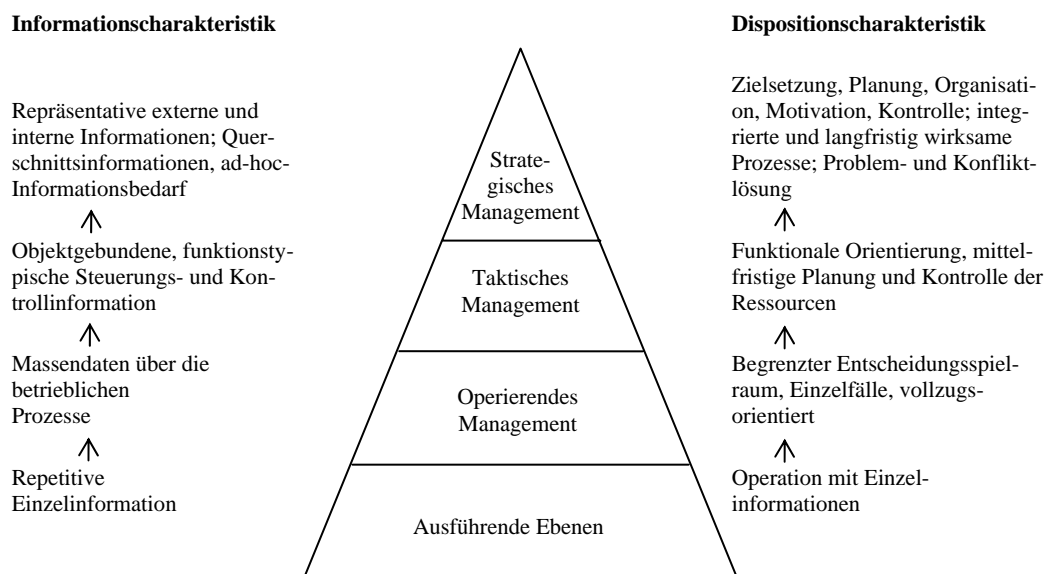 Informationscharakteristik
Repräsentative externe und
interne Informationen; Quer-
schnittsinformationen, ad-hoc-
Informationsbedarf
Objektgebundene, funktionsty-
pische Steuerungs- und Kon-
trollinformation
Massendaten über die
betrieblichen
Prozesse
Repetitive
Einzelinformation
Strate-
gisches
Management
Taktisches
Management
Operierendes
Management
Ausführende Ebenen
Dispositionscharakteristik
Zielsetzung, Planung, Organisati-
on, Motivation, Kontrolle; integ-
rierte und langfristig wirksame
Prozesse; Problem- und Konflikt-
lösung
Funktionale Orientierung, mittel-
fristige Planung und Kontrolle der
Ressourcen
Begrenzter Entscheidungsspiel-
raum, Einzelfälle, vollzugs-
orientiert
Operation mit Einzel-
informationen